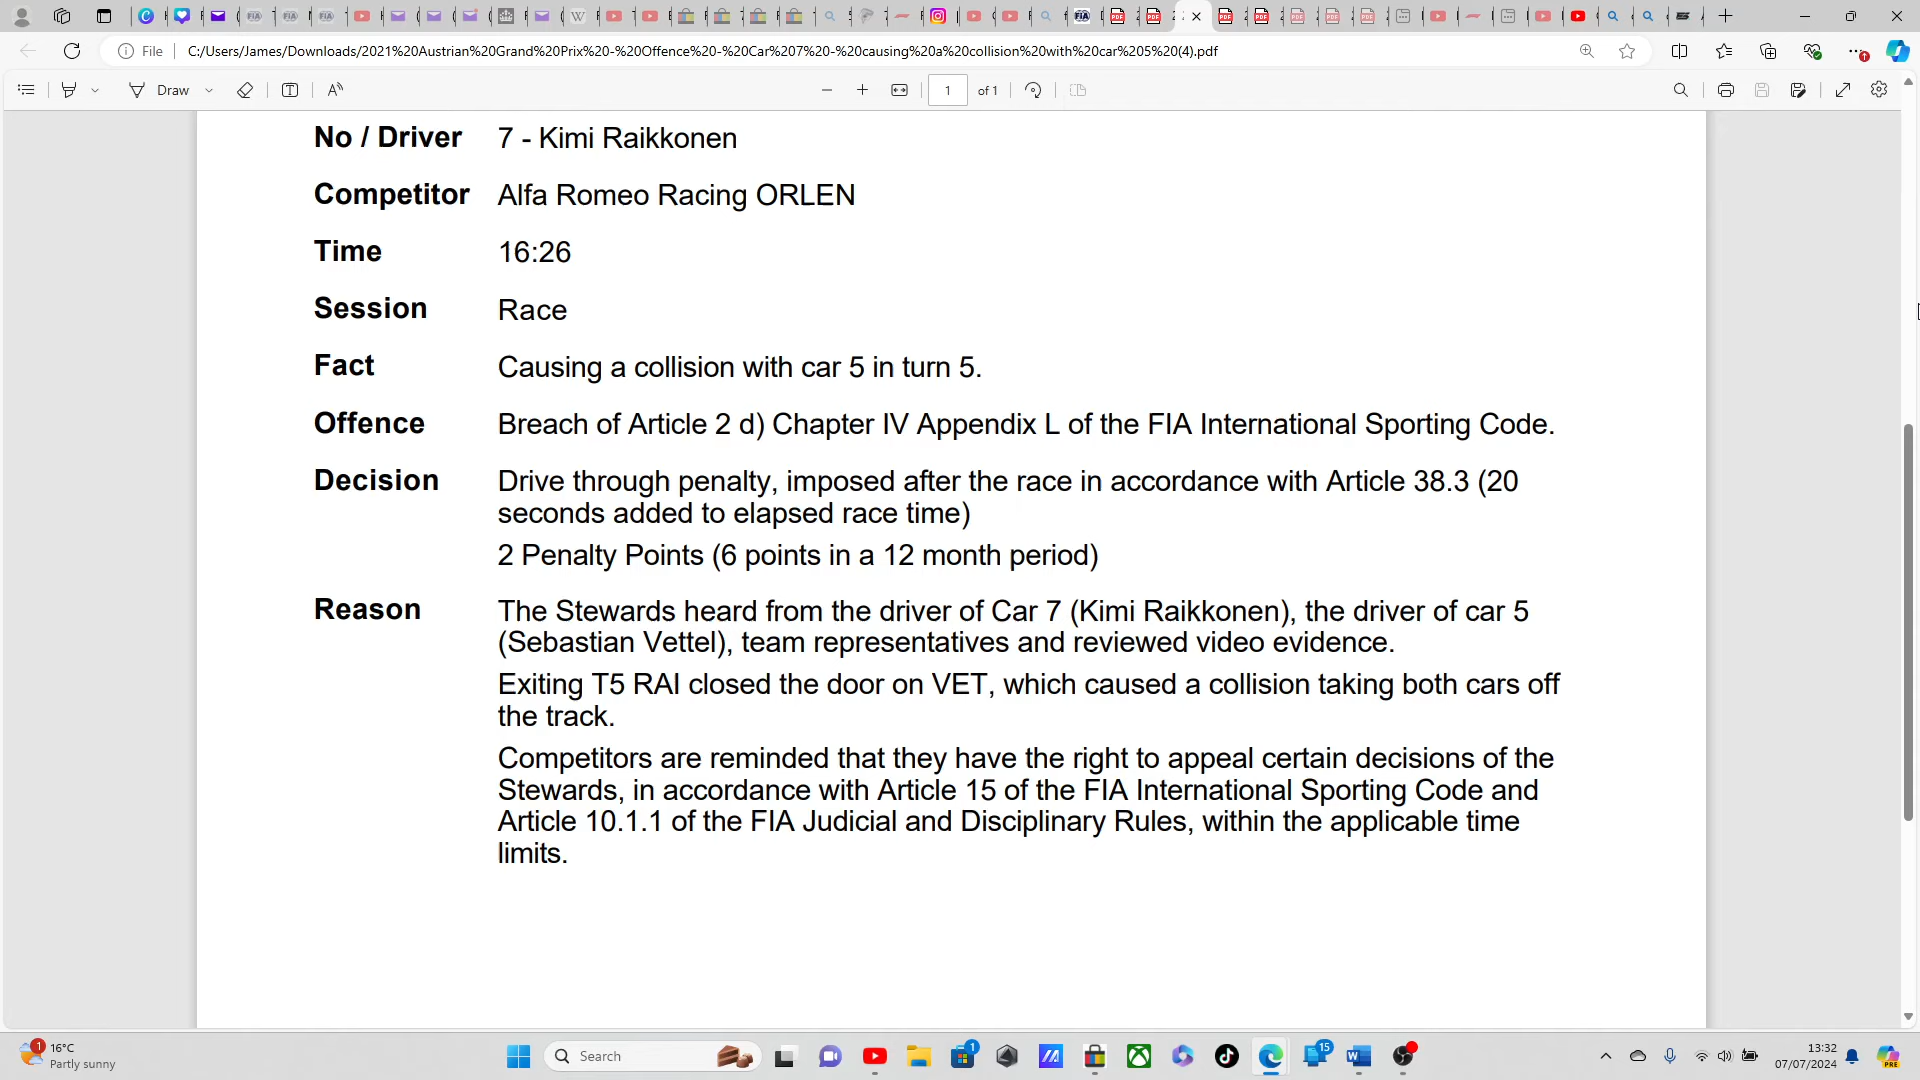 File
C:/Users/James/Downloads/2021%20Austrian%20Grand%20Prix%20-%20Offence%20-%20Car%207%20-%20causing%20a%20collision%20with%20car%205%20(4).pdf
Draw
1
of 1
No / Driver 7 - Kimi Raikkonen
Competitor Alfa Romeo Racing ORLEN
Time 16:26
Session Race
Fact Causing a collision with car 5 in turn 5.
Offence Breach of Article 2 d) Chapter IV Appendix L of the FIA International Sporting Code.
Decision Drive through penalty, imposed after the race in accordance with Article 38.3 (20
seconds added to elapsed race time)
2 Penalty Points (6 points in a 12 month period)
Reason The Stewards heard from the driver of Car 7 (Kimi Raikkonen), the driver of car 5
(Sebastian Vettel), team representatives and reviewed video evidence.
Exiting T5 RAI closed the door on VET, which caused a collision taking both cars off
the track.
Competitors are reminded that they have the right to appeal certain decisions of the
Stewards, in accordance with Article 15 of the FIA International Sporting Code and
Article 10.1.1 of the FIA Judicial and Disciplinary Rules, within the applicable time
limits.
1
16°C
Partly sunny
Search
1
15
13:32
07/07/2024